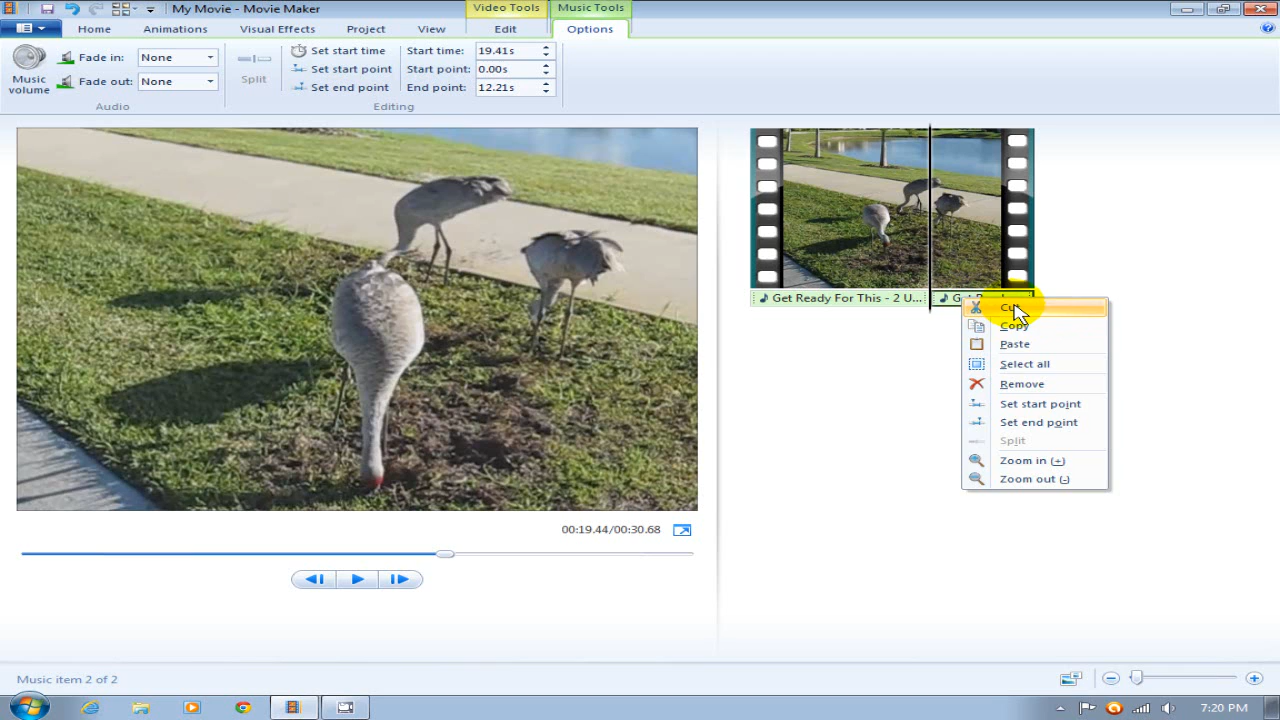 My Movie - Movie Maker
Video Tools
Music Tools
Home
Animations
Visual Effects
Project
View
Edit
Options
Music volume
Fade in: None
Fade out: None
Audio
Split
Set start time
Set start point
Set end point
Start time: 19.41s
Start point: 0.00s
End point: 12.21s
Editing
Get Ready For This - 2 U...
Cut
Copy
Paste
Select all
Remove
Set start point
Set end point
Split
Zoom in (+)
Zoom out (-)
00:19.44/00:30.68
Music item 2 of 2
7:20 PM